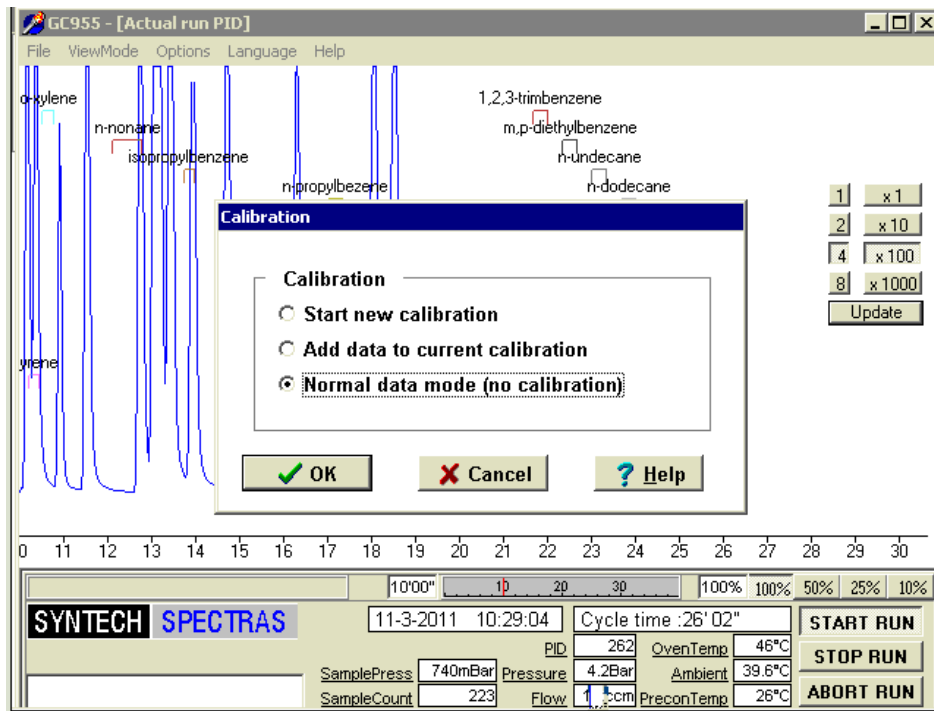 GC955 - [Actual run PID]
File ViewMode Options Language Help
o-xylene
n-nonane
isopropylbenzene
n-propylbezene
1,2,3-trimbenzene
m,p-diethylbenzene
n-undecane
n-dodecane
yrene
1 x 1
2 x 10
4 x 100
8 x 1000
Update
Calibration
Calibration
Start new calibration
Add data to current calibration
Normal data mode (no calibration)
OK Cancel Help
0 11 12 13 14 15 16 17 18 19 20 21 22 23 24 25 26 27 28 29 30
10'00" 10 20 30 100% 100% 50% 25% 10%
SYNTECH SPECTRAS
11-3-2011 10:29:04 Cycle time :26' 02"
PID 262 OvenTemp 46°C
SamplePress 740mBar Pressure 4.2Bar Ambient 39.6°C
SampleCount 223 Flow PreconTemp 26°C
START RUN
STOP RUN
ABORT RUN